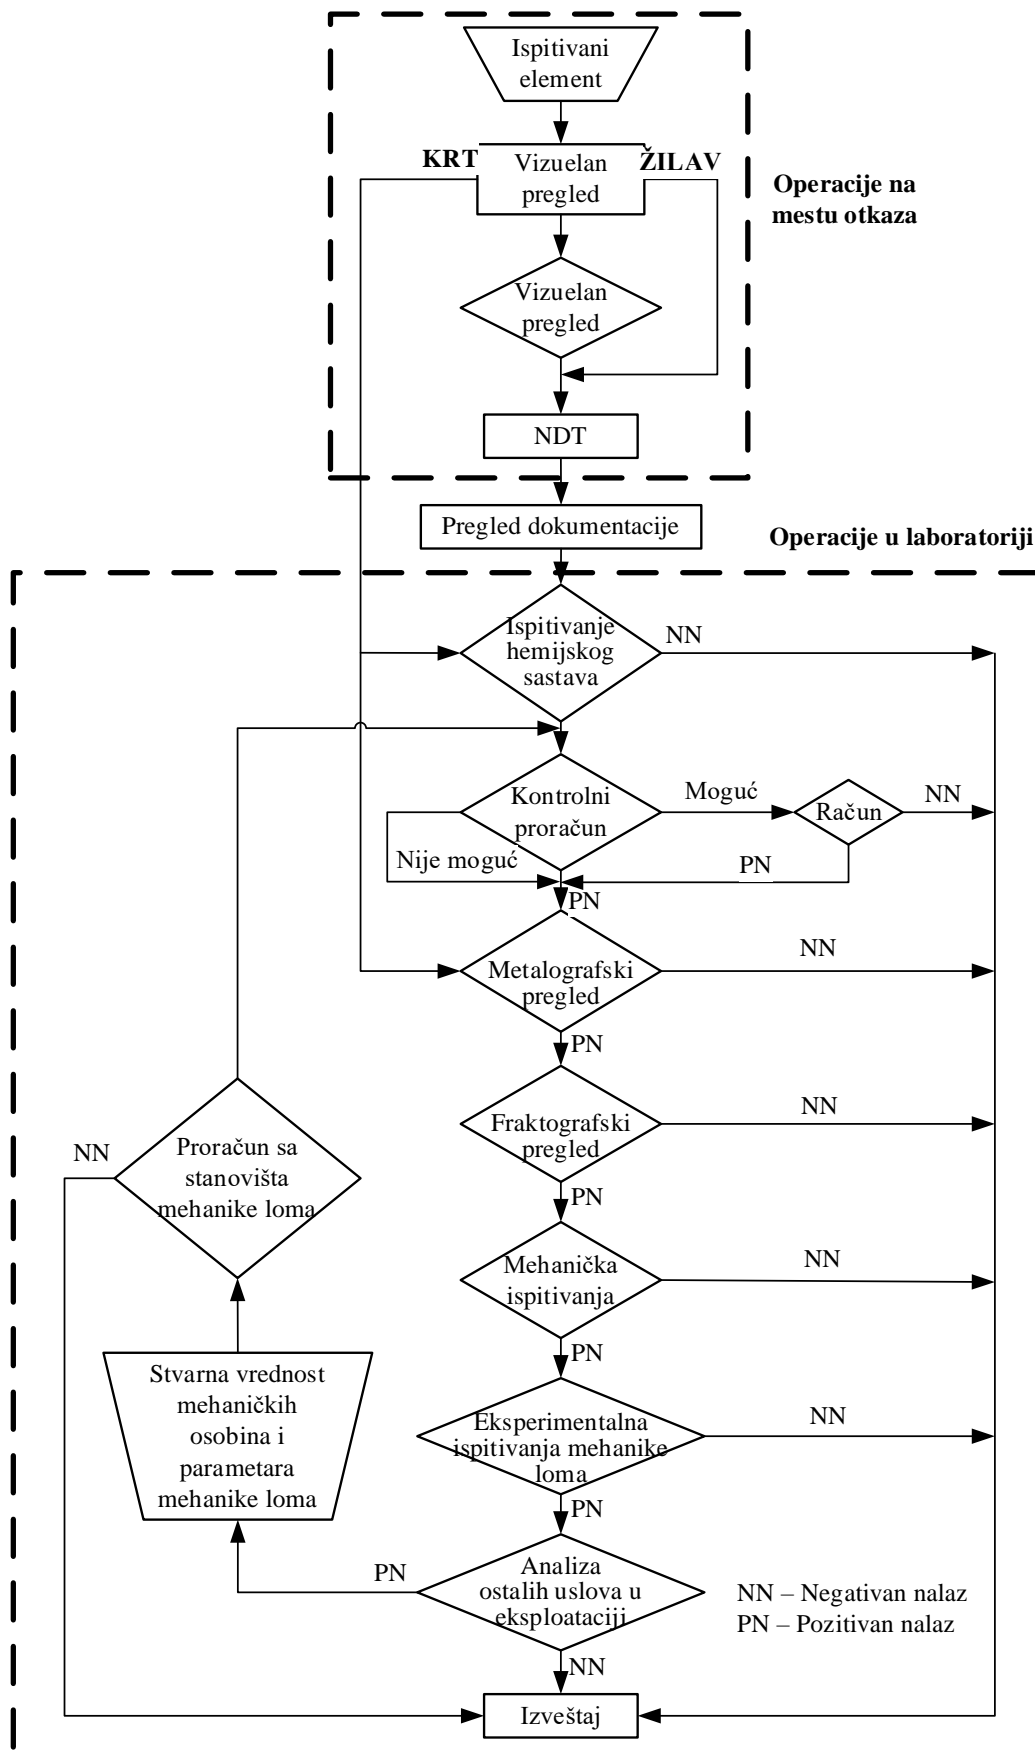 Ispitivani
element
KRT
Vizuelan
pregled
ŽILAV
Operacije na
mestu otkaza
Vizuelan
pregled
NDT
Pregled dokumentacije
Operacije u laboratoriji
Ispitivanje
hemijskog
sastava
NN
Kontrolni
proračun
Moguć
Račun
NN
Nije moguć
PN
PN
Metalografski
pregled
NN
PN
Fraktografski
pregled
NN
PN
Proračun sa
stanovišta
mehanike loma
NN
Mehanička
ispitivanja
NN
PN
Stvarna vrednost
mehaničkih
osobina i
parametara
mehanike loma
Eksperimentalna
ispitivanja mehanike
loma
NN
PN
Analiza
ostalih uslova u
eksploataciji
PN
NN – Negativan nalaz
PN – Pozitivan nalaz
NN
Izveštaj